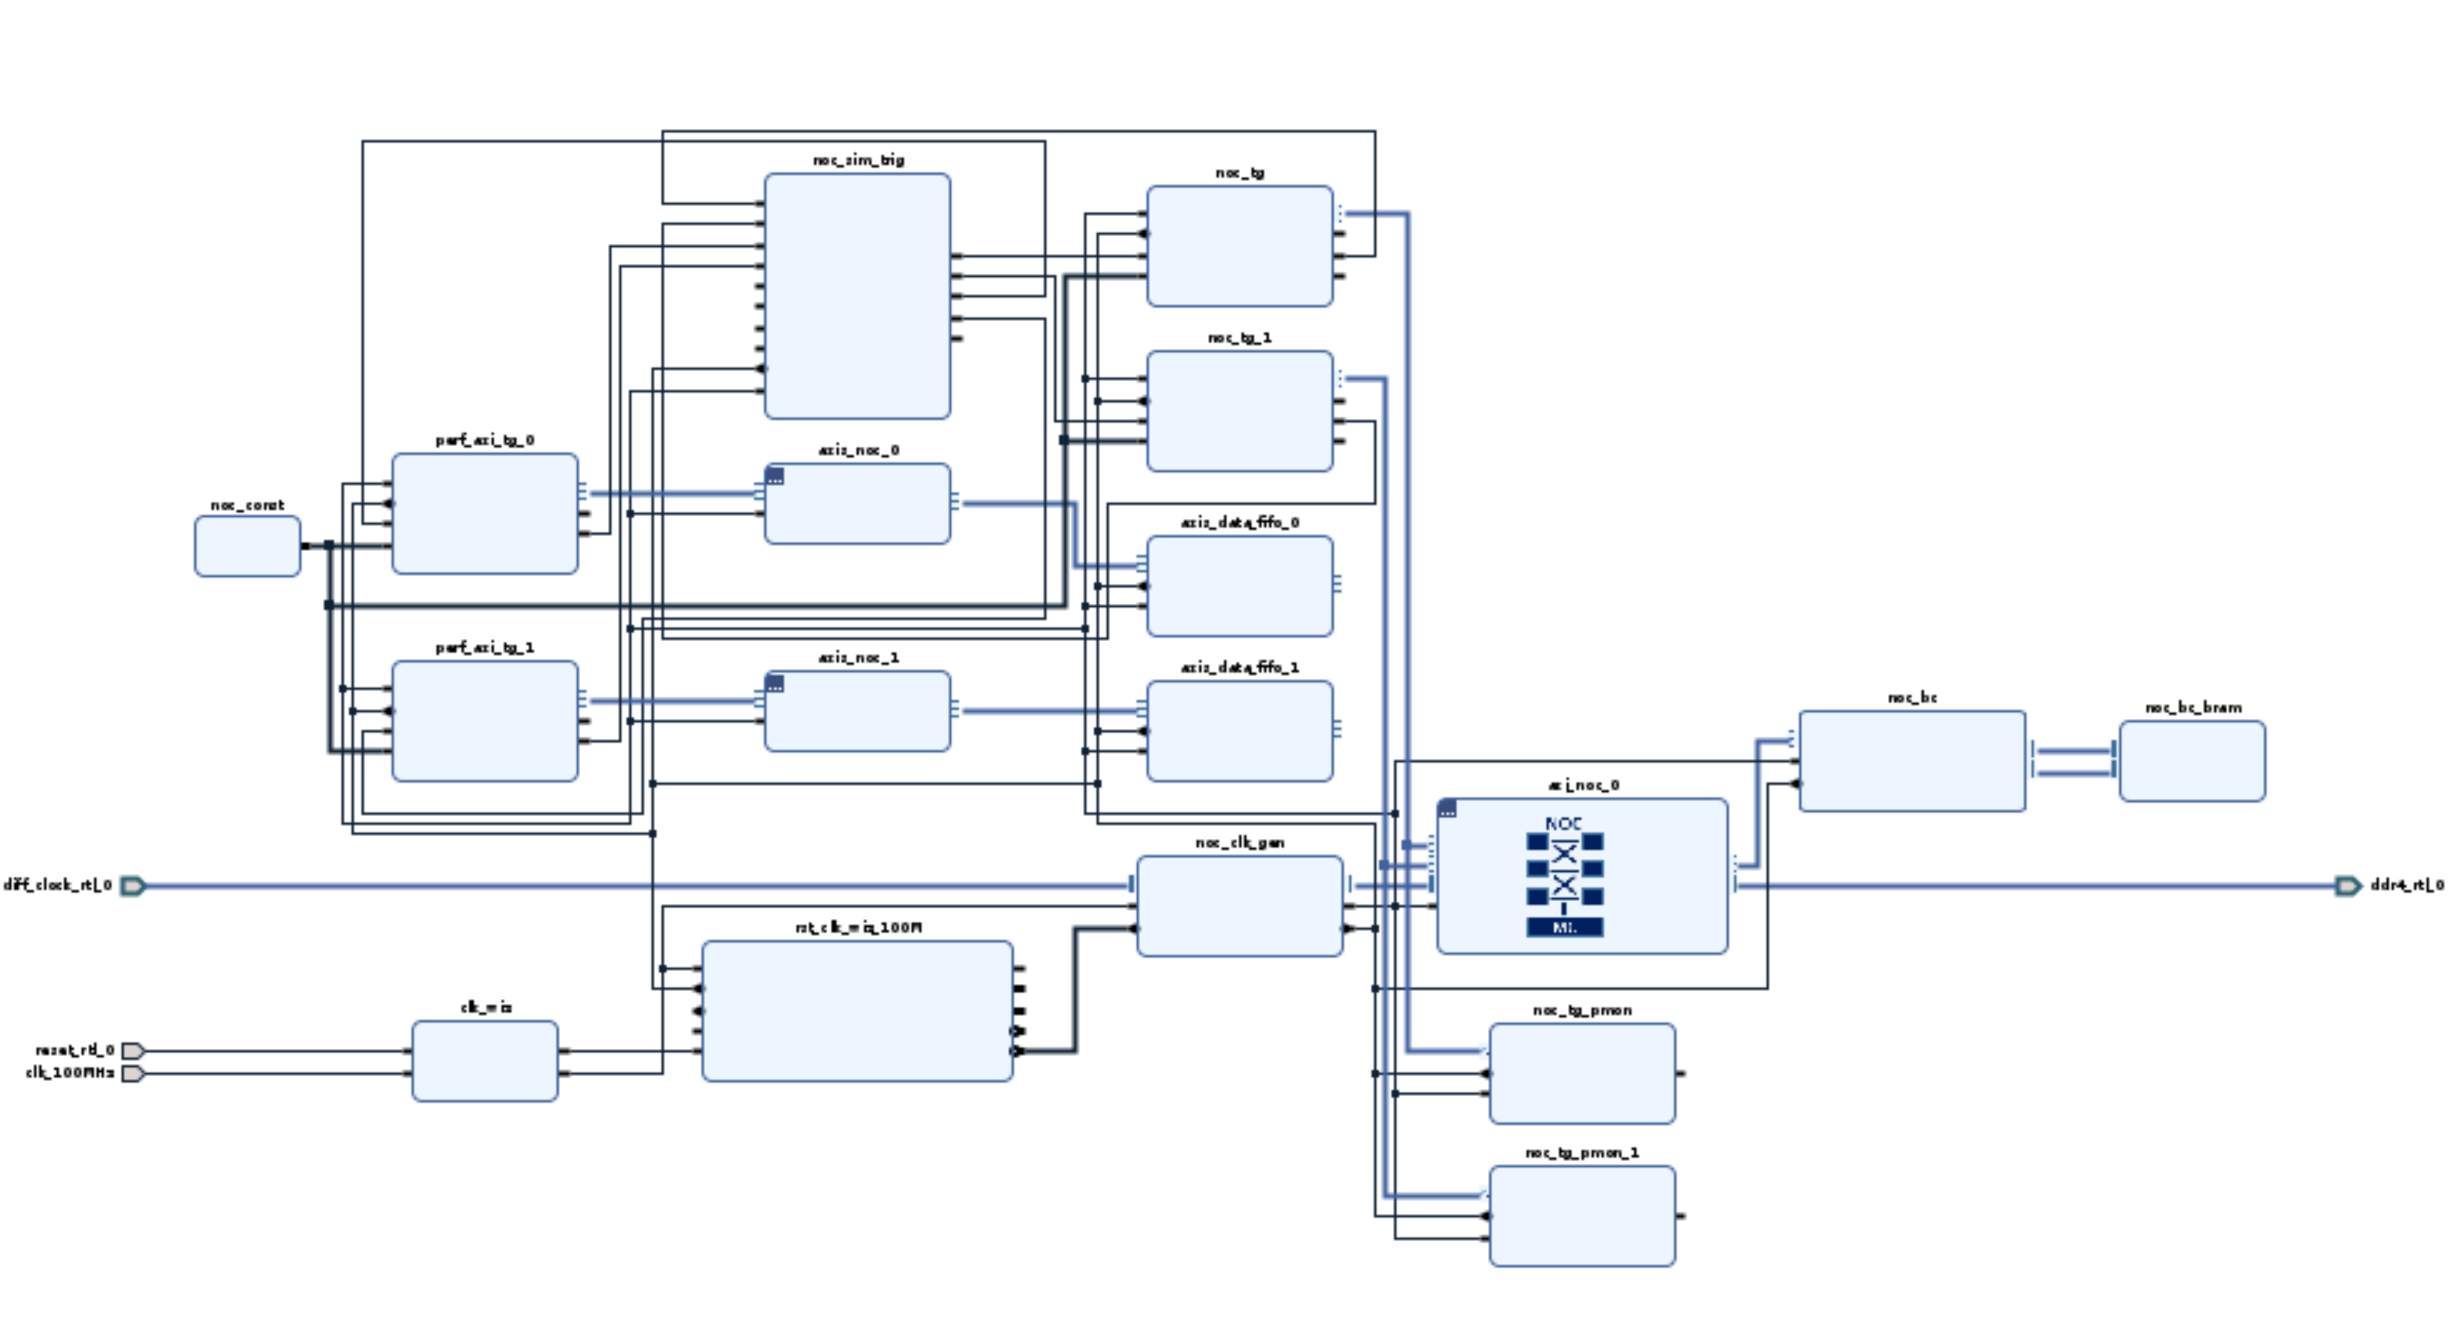 noc_sim_trig
noc_tg
noc_tg_1
perf_axi_tg_0
axis_noc_0
noc_const
axis_data_fifo_0
perf_axi_tg_1
axis_noc_1
axis_data_fifo_1
noc_bc
noc_bc_bram
axi_noc_0
NOC
noc_clk_gen
diff_clock_rtl_0
ddr4_rtl_0
rst_clk_wiz_100M
clk_wiz
noc_tg_pmon
reset_rtl_0
clk_100MHz
noc_tg_pmon_1